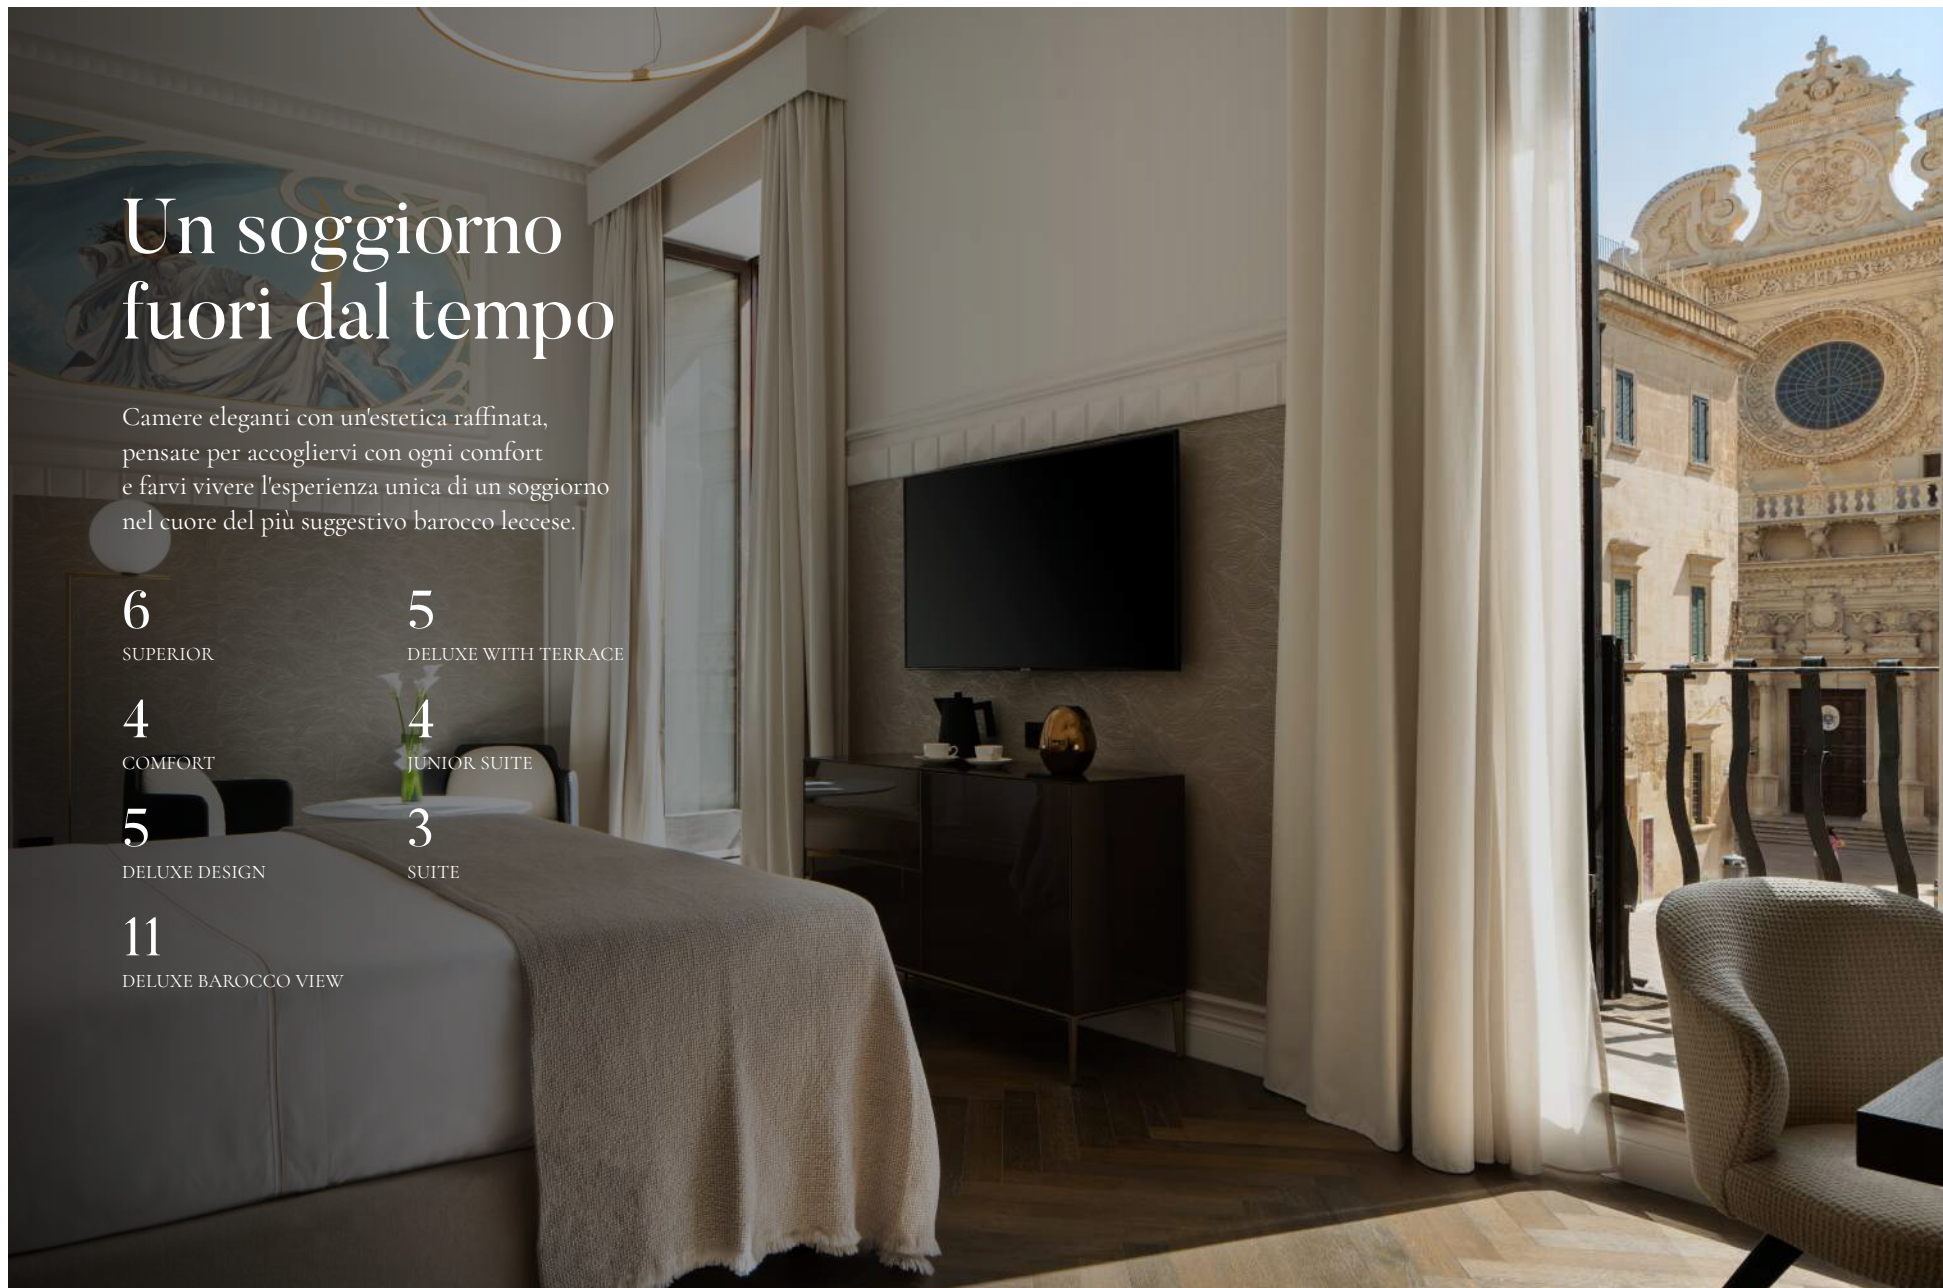 Un soggiorno
fuori dal tempo
Camere eleganti con un'estetica raffinata,
pensate per accogliervi con ogni comfort
e farvi vivere l'esperienza unica di un soggiorno
nel cuore del più suggestivo barocco leccese.
6
SUPERIOR
4
COMFORT
5
DELUXE DESIGN
11
DELUXE BAROCCO VIEW
5
DELUXE WITH TERRACE
4
JUNIOR SUITE
3
SUITE